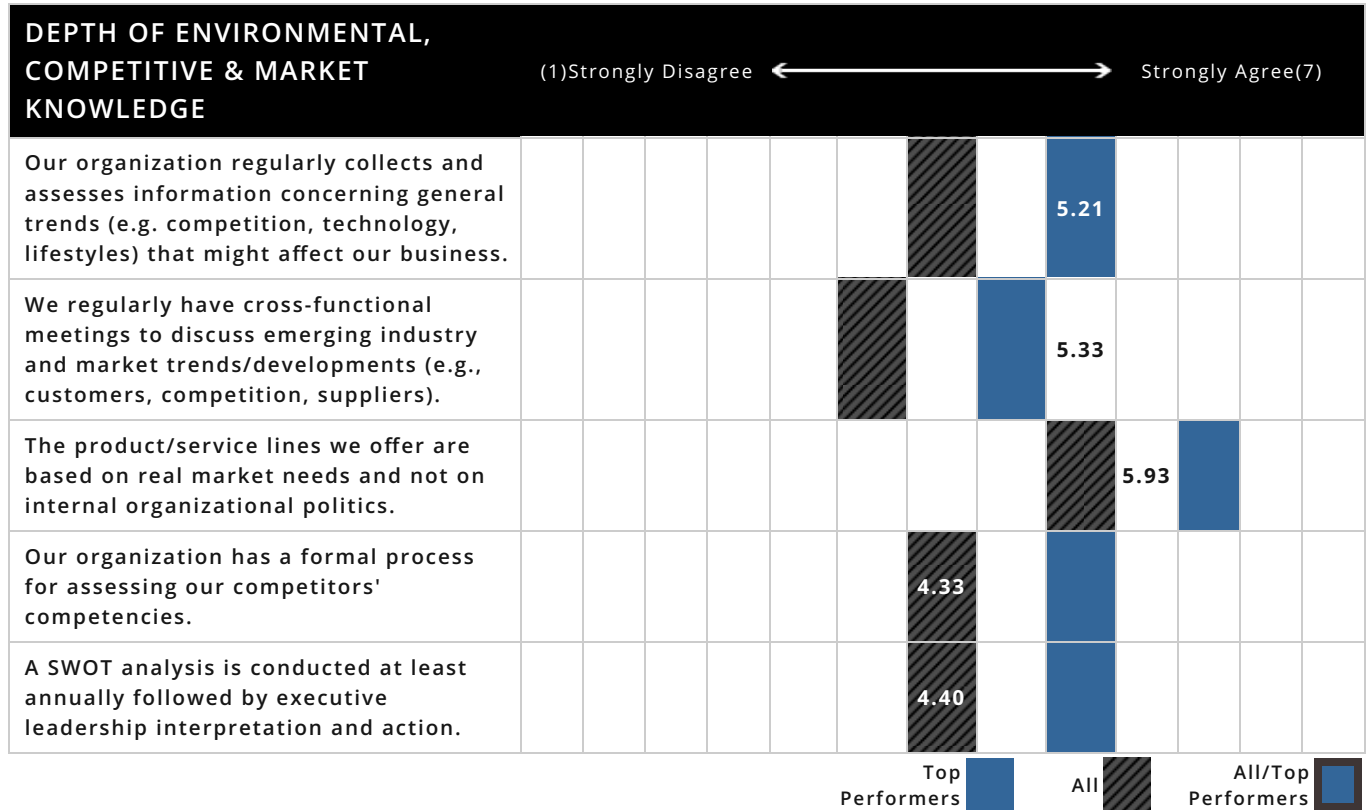 DEPTH OF ENVIRONMENTAL,
COMPETITIVE & MARKET
KNOWLEDGE
(1)Strongly Disagree
Strongly Agree(7)
Our organization regularly collects and
assesses information concerning general
trends (e.g. competition, technology,
lifestyles) that might affect our business.
5.21
We regularly have cross-functional
meetings to discuss emerging industry
and market trends/developments (e.g.,
customers, competition, suppliers).
5.33
The product/service lines we offer are
based on real market needs and not on
internal organizational politics.
5.93
Our organization has a formal process
for assessing our competitors'
competencies.
4.33
A SWOT analysis is conducted at least
annually followed by executive
leadership interpretation and action.
4.40
Top
Performers
All
All/Top
Performers